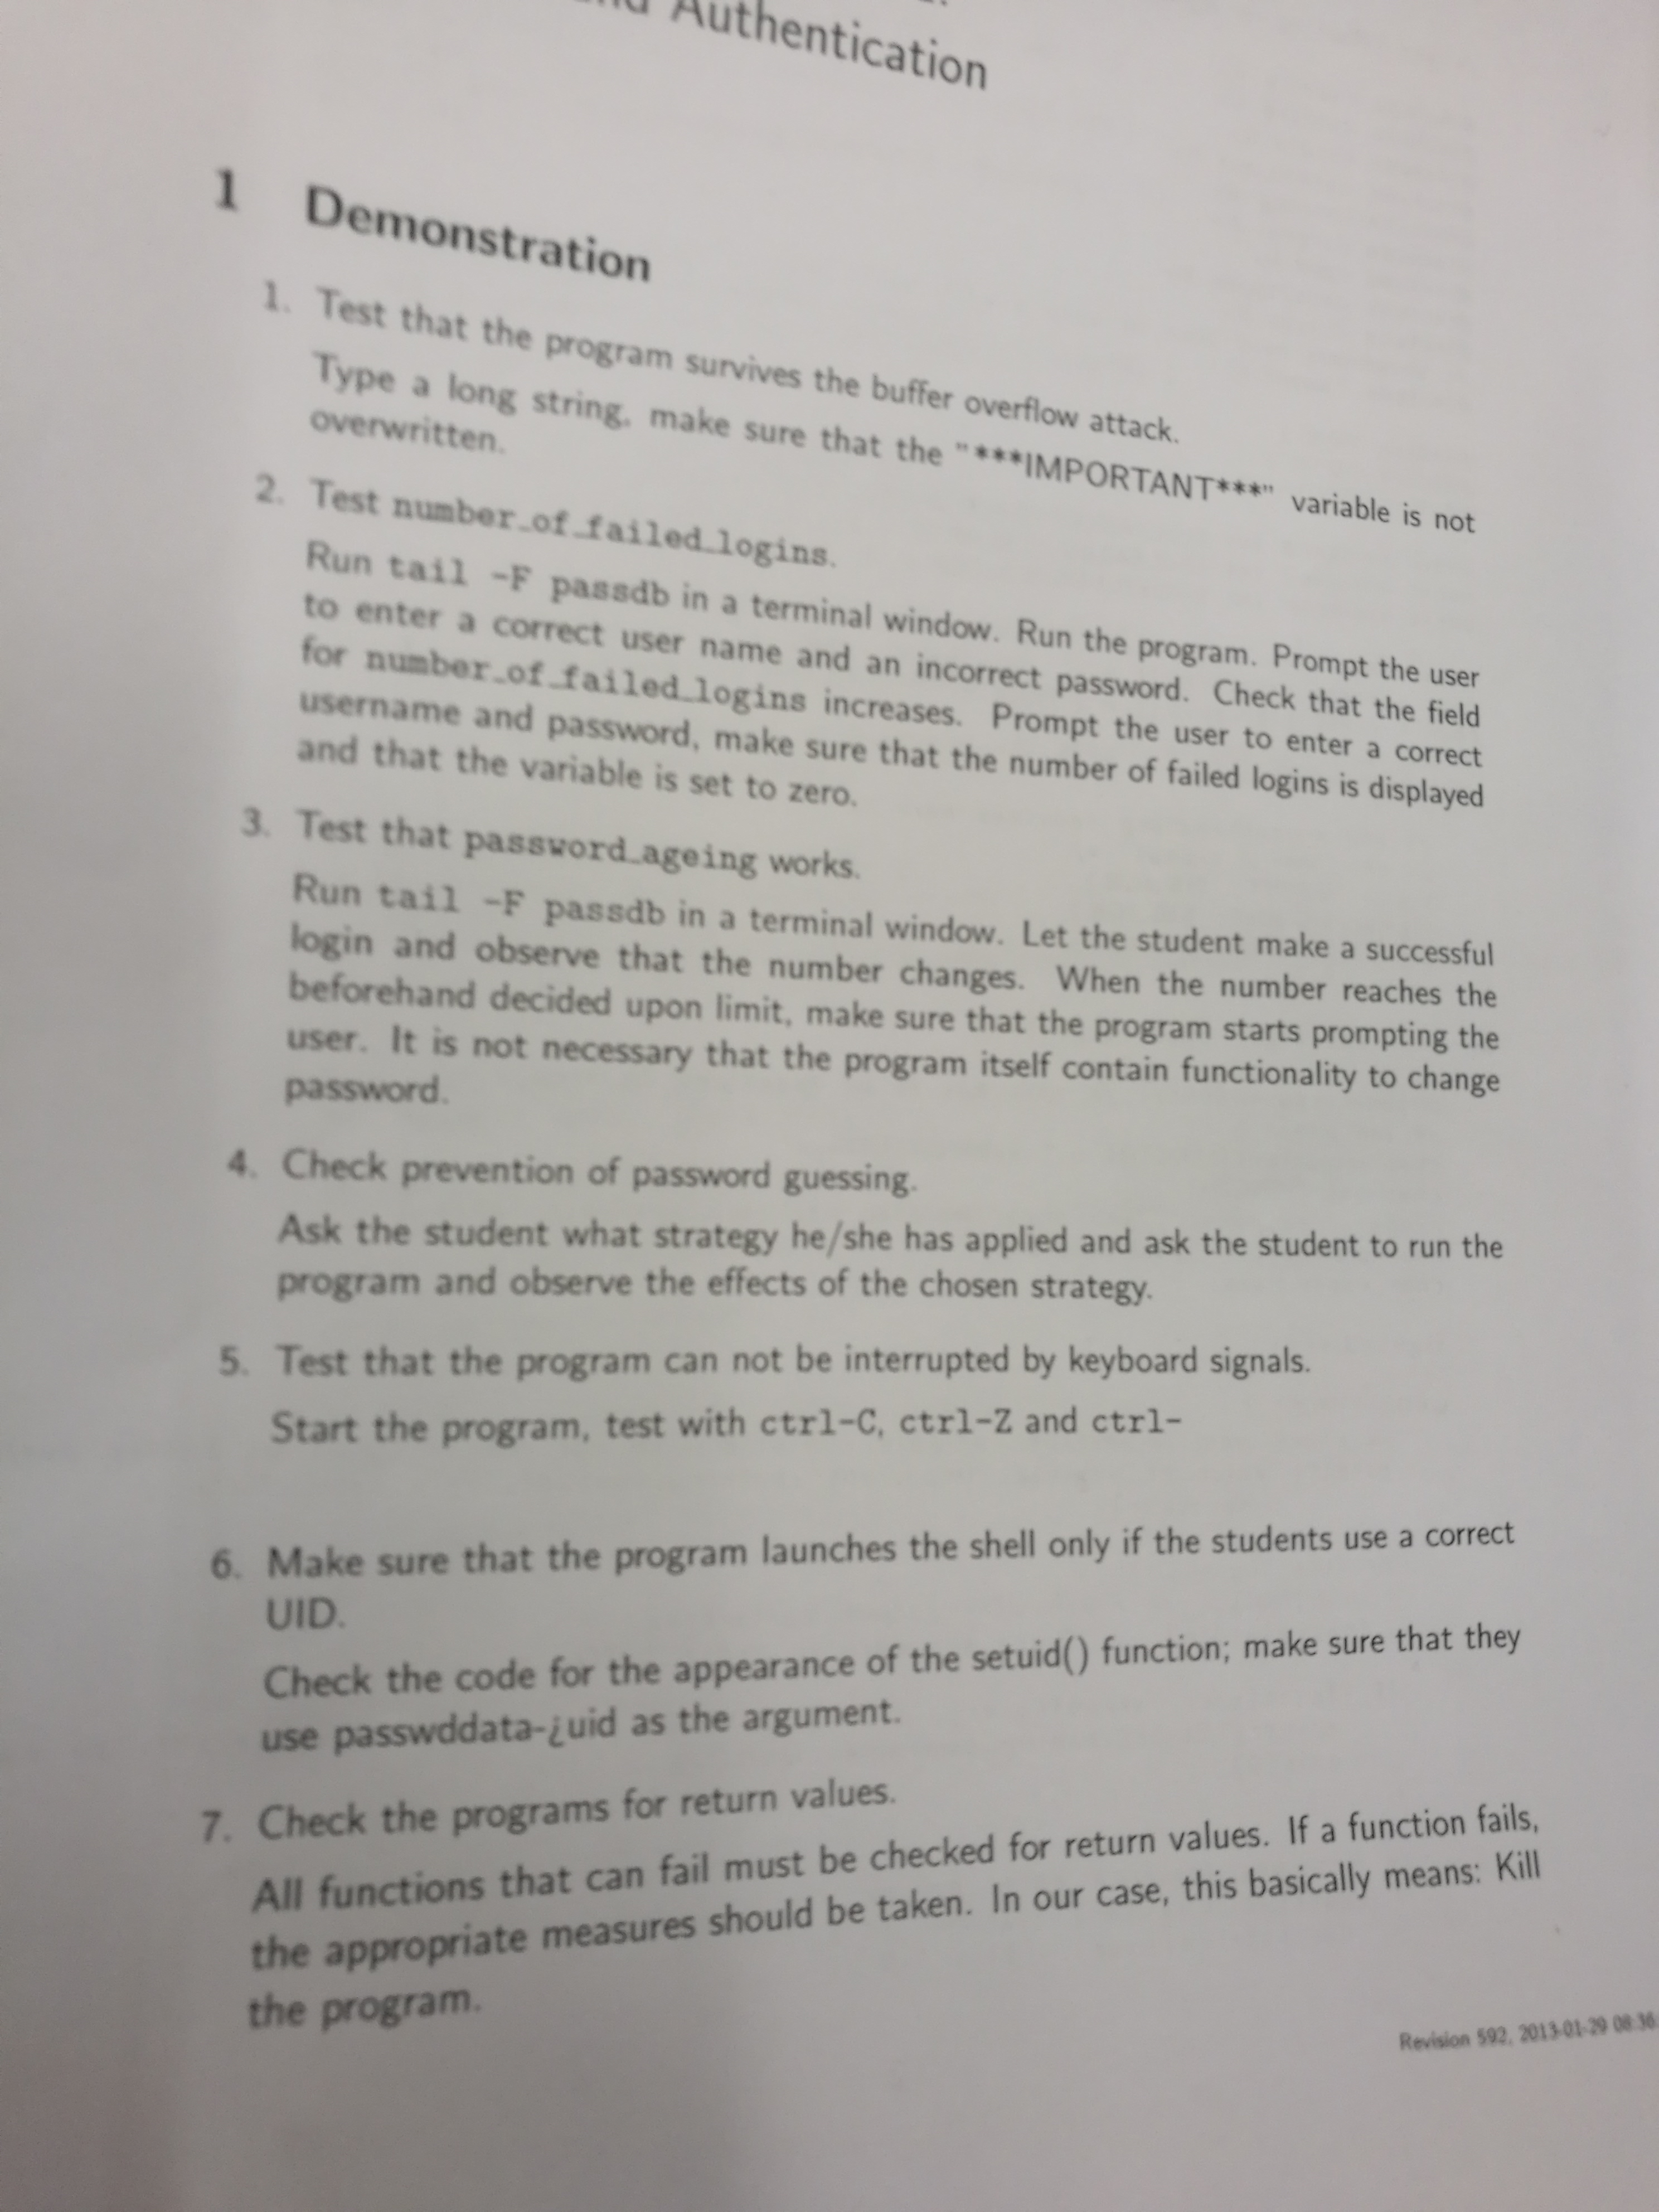 Authentication
1 Demonstration
1. Test that the program survives the buffer overflow attack.
Type a long string, make sure that the "***IMPORTANT***" variable is not
overwritten.
2. Test number_of_failed_logins.
Run tail -F passdb in a terminal window. Run the program. Prompt the user
to enter a correct user name and an incorrect password. Check that the field
for number_of_failed_logins increases. Prompt the user to enter a correct
username and password, make sure that the number of failed logins is displayed
and that the variable is set to zero.
3. Test that password_ageing works.
Run tail -F passdb in a terminal window. Let the student make a successful
login and observe that the number changes. When the number reaches the
beforehand decided upon limit, make sure that the program starts prompting the
user. It is not necessary that the program itself contain functionality to change
password.
4. Check prevention of password guessing.
Ask the student what strategy he/she has applied and ask the student to run the
program and observe the effects of the chosen strategy.
5. Test that the program can not be interrupted by keyboard signals.
Start the program, test with ctrl-C, ctrl-Z and ctrl-
6. Make sure that the program launches the shell only if the students use a correct
UID.
Check the code for the appearance of the setuid() function; make sure that they
use passwddata-¿uid as the argument.
7. Check the programs for return values.
All functions that can fail must be checked for return values. If a function fails,
the appropriate measures should be taken. In our case, this basically means: Kill
the program.
Revision 592, 2013-01-29 08:36